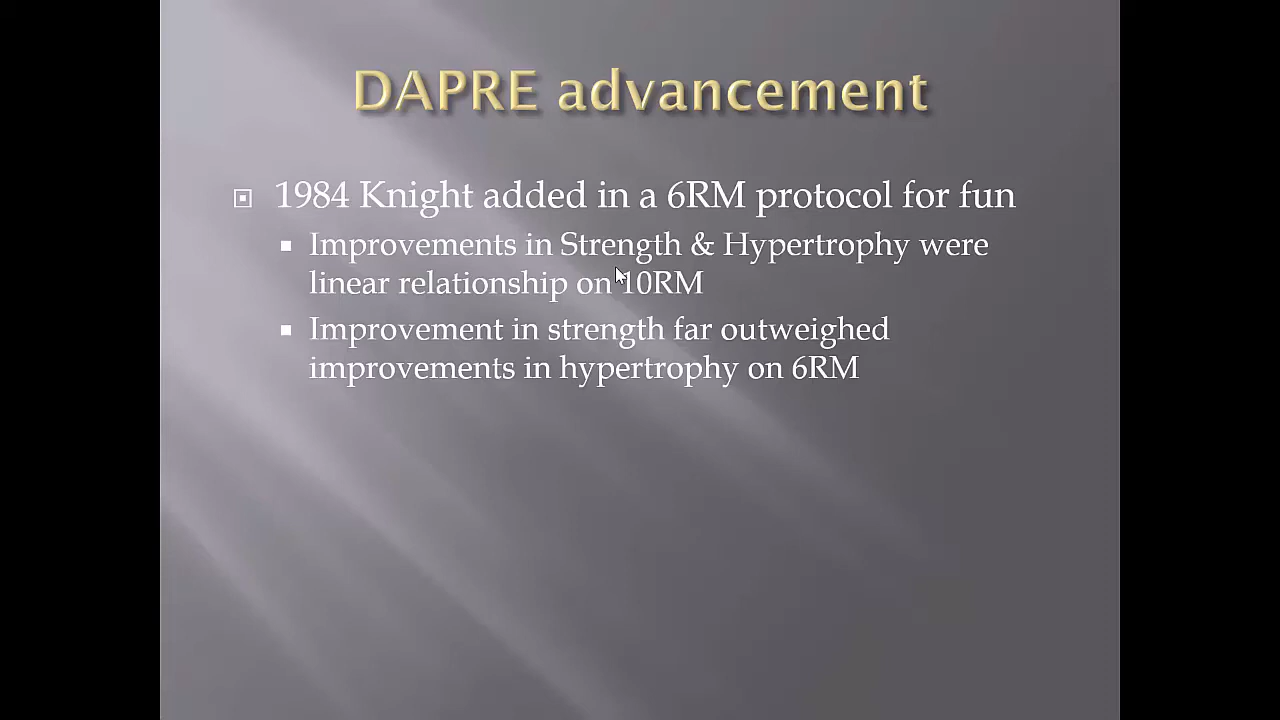 DAPRE advancement
1984 Knight added in a 6RM protocol for fun
Improvements in Strength & Hypertrophy were
linear relationship on 10RM
Improvement in strength far outweighed
improvements in hypertrophy on 6RM